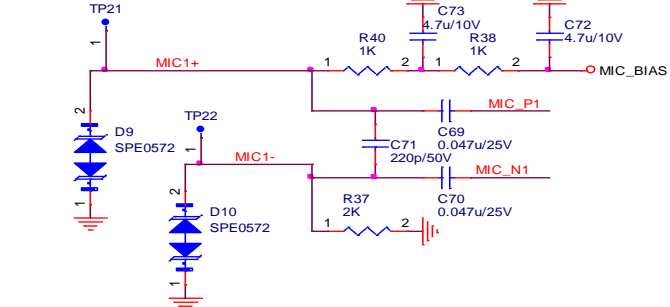 TP21
C73
4.7u/10V
C72
4.7u/10V
R40
1K
R38
1K
1
MIC1+
1
2
1
2
MIC_BIAS
2
D9
SPE0572
1
TP22
1
MIC1-
MIC_P1
C69
0.047u/25V
C71
220p/50V
MIC_N1
C70
0.047u/25V
2
D10
SPE0572
1
R37
2K
1
2